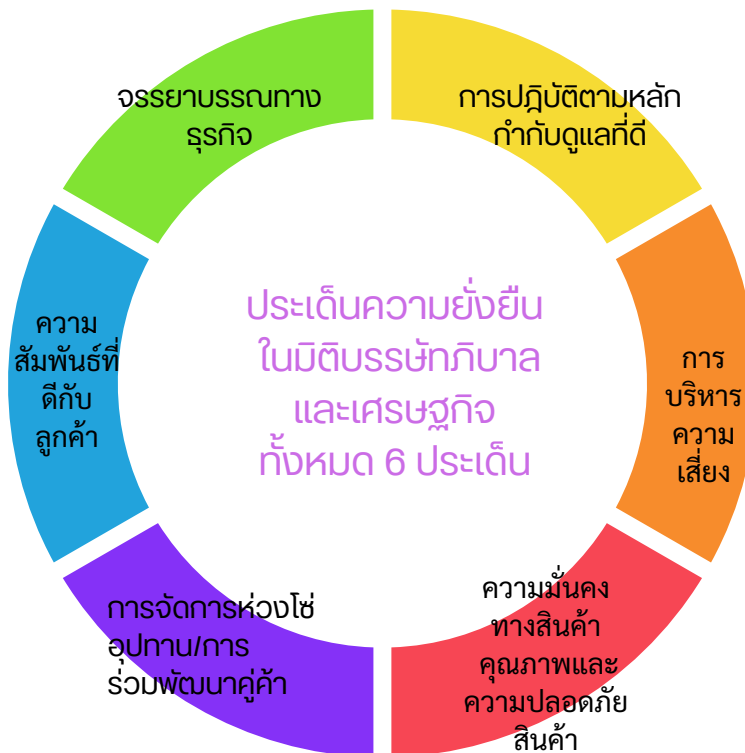 จรรยาบรรณทาง
ธุรกิจ
การปฎิบัติตามหลัก
กำกับดูแลที่ดี
ประเด็นความยั่งยืน
ในมิติบรรษัทภิบาล
และเศรษฐกิจ
ทั้งหมด 6 ประเด็น
ความ
สัมพันธ์ที่
ดีกับ
ลูกค้า
การ
บริหาร
ความ
เสี่ยง
การจัดการห่วงโซ่
อุปทาน/การ
ร่วมพัฒนาคู่ค้า
ความมั่นคง
ทางสินค้า
คุณภาพและ
ความปลอดภัย
สินค้า